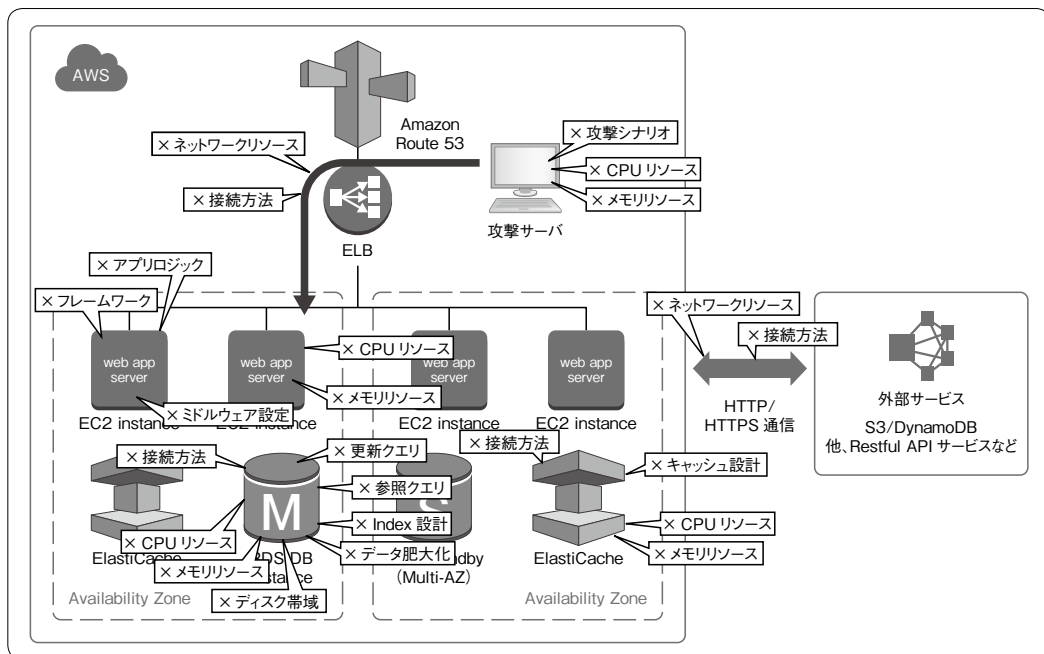 AWS
Amazon
Route 53
× ネットワークリソース
× 接続方法
ELB
× 攻撃シナリオ
× CPU リソース
× メモリリソース
攻撃サーバ
× アプリロジック
× フレームワーク
web app
server
web app
server
web app
server
web app
server
× CPU リソース
× メモリリソース
× ミドルウェア設定
EC2 instance
EC2 instance
EC2 instance
EC2 instance
× ネットワークリソース
× 接続方法
HTTP/
HTTPS 通信
外部サービス
S3/DynamoDB
他、Restful API サービスなど
× 接続方法
× 更新クエリ
× 参照クエリ
M
× Index 設計
× CPU リソース
× データ肥大化
× メモリリソース
× ディスク帯域
ElastiCache
(Multi-AZ)
× 接続方法
× キャッシュ設計
× CPU リソース
× メモリリソース
ElastiCache
Availability Zone
Availability Zone